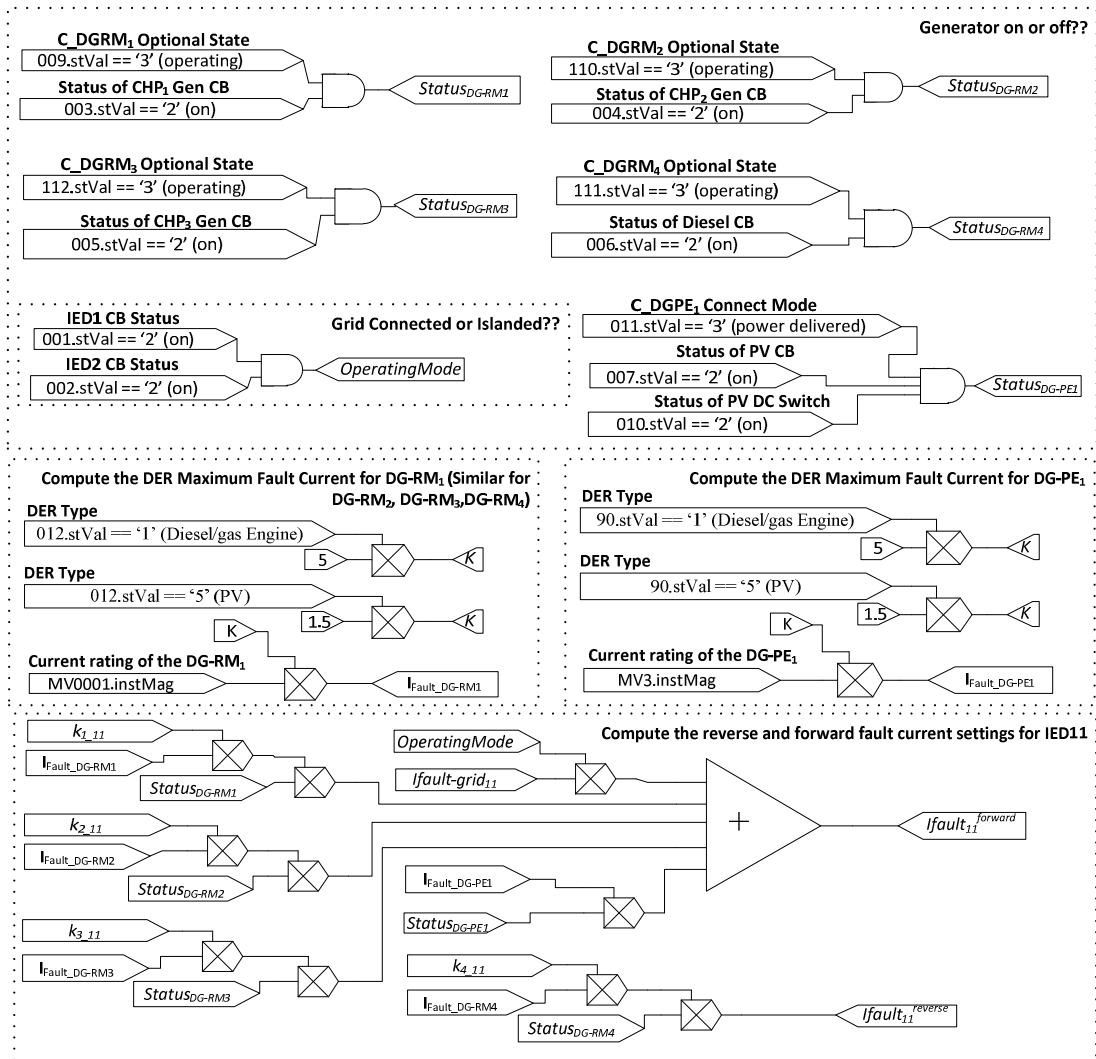 Generator on or off??
C_DGRM1 Optional State
009.stVal == ‘3’ (operating)
Status of CHP1 Gen CB
003.stVal == ‘2’ (on)
StatusDG-RM1
C_DGRM2 Optional State
110.stVal == ‘3’ (operating)
Status of CHP2 Gen CB
004.stVal == ‘2’ (on)
StatusDG-RM2
C_DGRM3 Optional State
112.stVal == ‘3’ (operating)
Status of CHP3 Gen CB
005.stVal == ‘2’ (on)
StatusDG-RM3
C_DGRM4 Optional State
111.stVal == ‘3’ (operating)
Status of Diesel CB
006.stVal == ‘2’ (on)
StatusDG-RM4
IED1 CB Status
Grid Connected or Islanded??
001.stVal == ‘2’ (on)
IED2 CB Status
002.stVal == ‘2’ (on)
OperatingMode
C_DGPE1 Connect Mode
011.stVal == ‘3’ (power delivered)
Status of PV CB
007.stVal == ‘2’ (on)
Status of PV DC Switch
010.stVal == ‘2’ (on)
StatusDG-PE1
Compute the DER Maximum Fault Current for DG-RM1 (Similar for
DG-RM2, DG-RM3,DG-RM4)
DER Type
012.stVal == ‘1’ (Diesel/gas Engine)
5
K
DER Type
012.stVal == ‘5’ (PV)
1.5
K
K
Current rating of the DG-RM1
MV0001.instMag
IFault_DG-RM1
Compute the DER Maximum Fault Current for DG-PE1
DER Type
90.stVal == ‘1’ (Diesel/gas Engine)
5
K
DER Type
90.stVal == ‘5’ (PV)
1.5
K
K
Current rating of the DG-PE1
MV3.instMag
IFault_DG-PE1
Compute the reverse and forward fault current settings for IED11
k1_11
IFault_DG-RM1
StatusDG-RM1
OperatingMode
Ifault-grid11
k2_11
IFault_DG-RM2
StatusDG-RM2
+
Ifault11forward
IFault_DG-PE1
StatusDG-PE1
k3_11
IFault_DG-RM3
StatusDG-RM3
k4_11
IFault_DG-RM4
StatusDG-RM4
Ifault11reverse